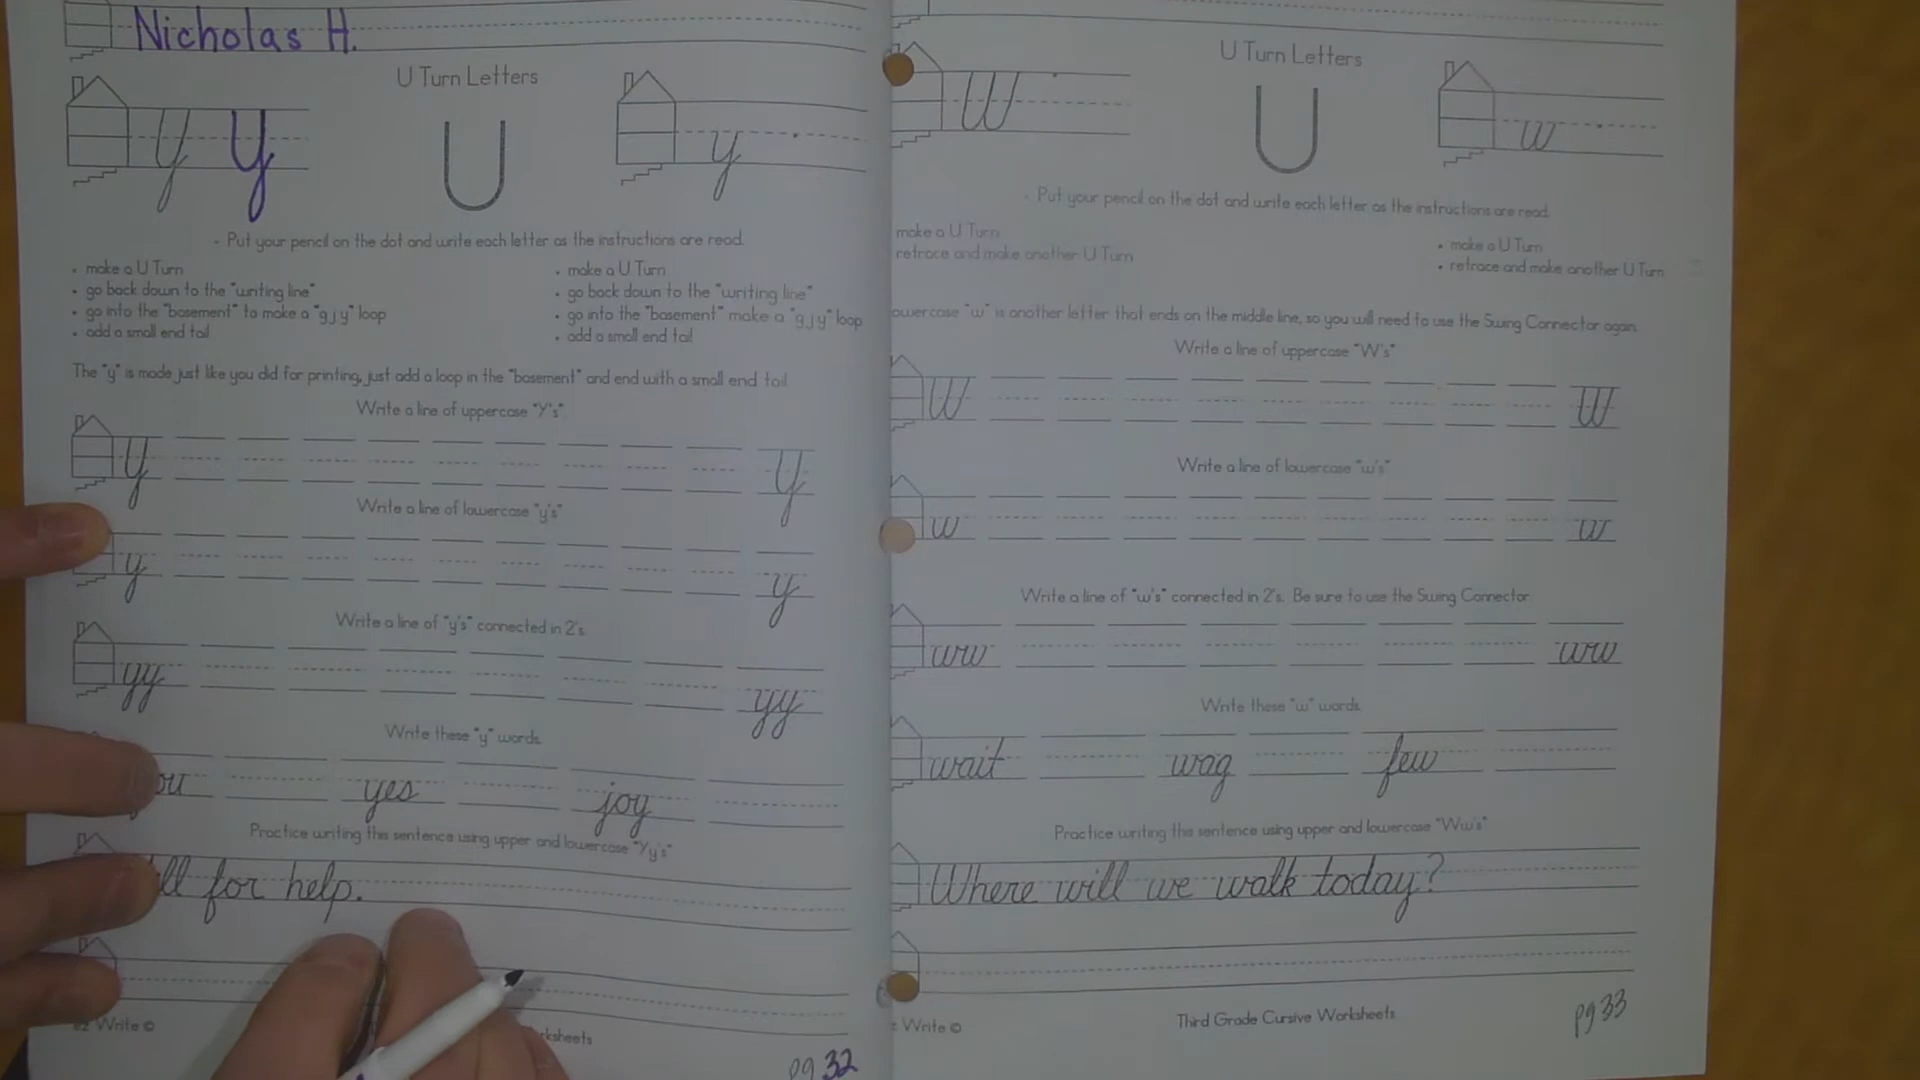 Nicholas H.
U Turn Letters
Y Y
U
y
- Put your pencil on the dot and write each letter as the instructions are read.
• make a U Turn
• go back down to the "writing line"
• go into the "basement" to make a "g j y" loop
• add a small end tail
• make a U Turn
• go back down to the "writing line"
• go into the "basement" make a "g j y" loop
• add a small end tail
The "y" is made just like you did for printing, just add a loop in the "basement" and end with a small end tail
Write a line of uppercase "Y's".
Y Y
Write a line of lowercase "y's"
y y
Write a line of "y's" connected in 2's.
yy yy
Write these "y" words.
yes joy
Practice writing this sentence using upper and lowercase "Yy's"
for help.
Write ©
pg 32
U Turn Letters
W
U
w
- Put your pencil on the dot and write each letter as the instructions are read.
make a U Turn
retrace and make another U Turn
• make a U Turn
• retrace and make another U Turn
"w" is another letter that ends on the middle line, so you will need to use the Swing Connector again.
Write a line of uppercase "W's"
W W
Write a line of lowercase "w's"
w w
Write a line of "w's" connected in 2's. Be sure to use the Swing Connector.
ww ww
Write these "w" words.
wait wag few
Practice writing this sentence using upper and lowercase "Ww's"
Where will we walk today?
Write ©
Third Grade Cursive Worksheets
pg 33